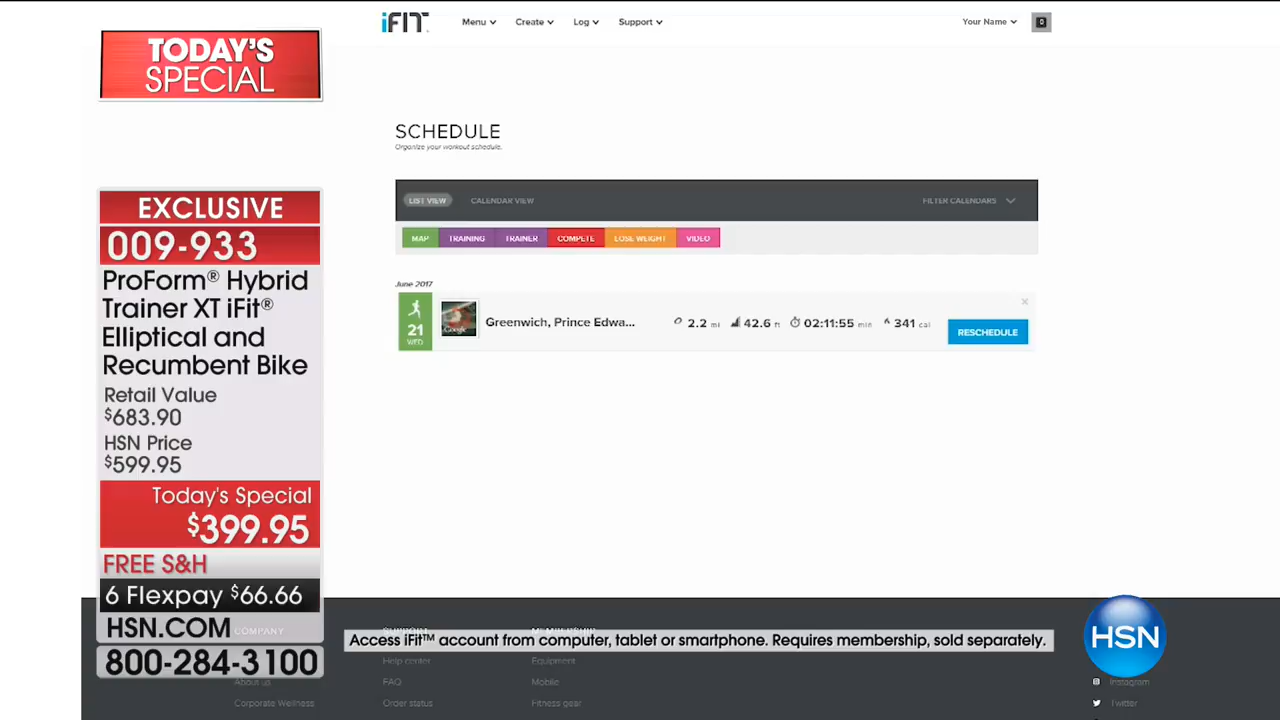 iFIT
Menu
Create
Log
Support
Your Name
0
TODAY'S
SPECIAL
SCHEDULE
Organize your workout schedule.
LIST VIEW
CALENDAR VIEW
FILTER CALENDARS
MAP
TRAINING
TRAINER
COMPETE
LOSE WEIGHT
VIDEO
June 2017
21
WED
Google
Greenwich, Prince Edwa...
2.2 mi
42.6 ft
02:11:55 min
341 cal
×
RESCHEDULE
EXCLUSIVE
009-933
ProForm® Hybrid
Trainer XT iFit®
Elliptical and
Recumbent Bike
Retail Value
$683.90
HSN Price
$599.95
Today's Special
$399.95
FREE S&H
6 Flexpay $66.66
HSN.COM
800-284-3100
COMPANY
About us
Corporate Wellness
SUPPORT
Help center
FAQ
Order status
MEMBERSHIP
Equipment
Mobile
Fitness gear
Access iFit™ account from computer, tablet or smartphone. Requires membership, sold separately.
HSN
Instagram
Twitter